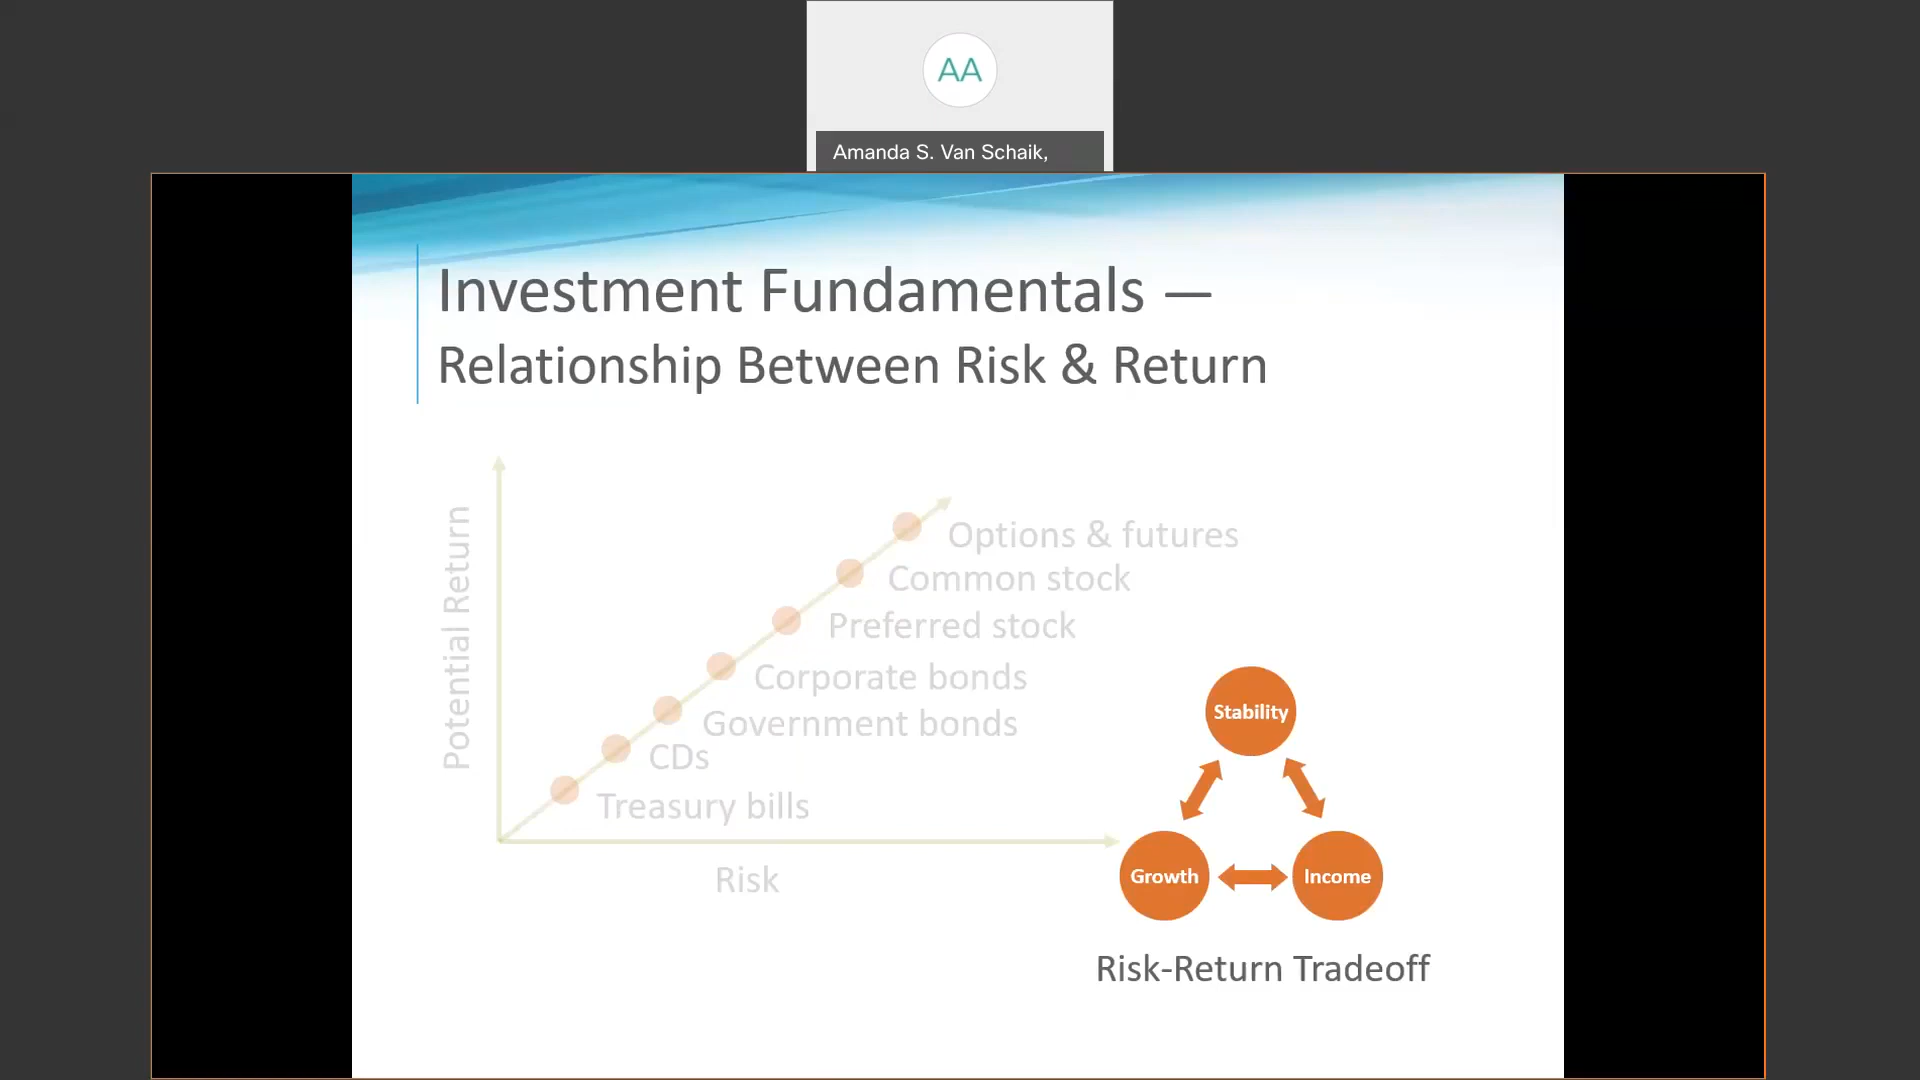 AA
Amanda S. Van Schaik,
Investment Fundamentals —
Relationship Between Risk & Return
Potential Return
Options & futures
Common stock
Preferred stock
Corporate bonds
Government bonds
CDs
Treasury bills
Risk
Stability
Growth
Income
Risk-Return Tradeoff